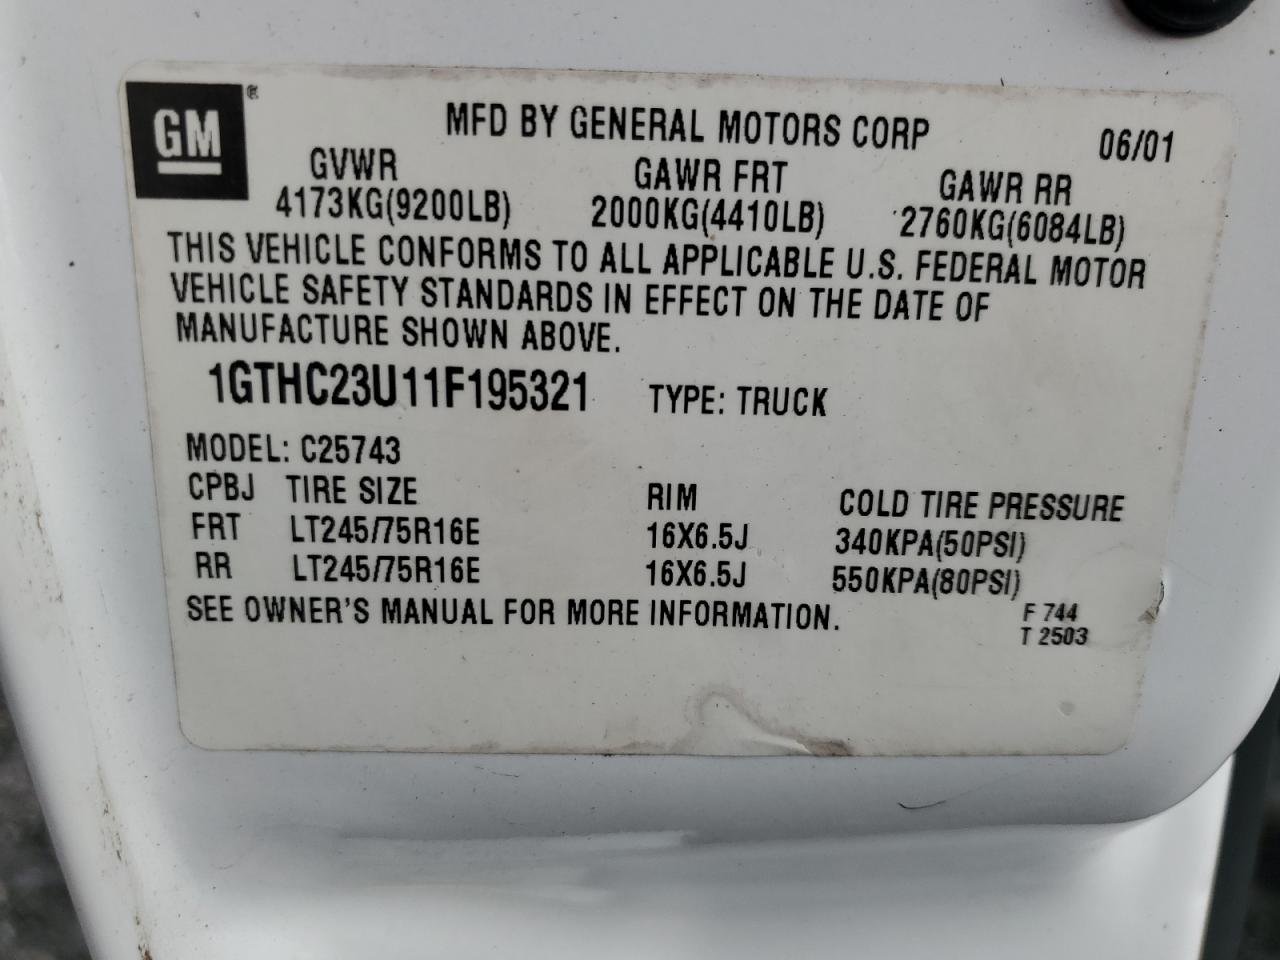 GM®
MFD BY GENERAL MOTORS CORP 06/01
GVWR GAWR FRT GAWR RR
4173KG(9200LB) 2000KG(4410LB) 2760KG(6084LB)
THIS VEHICLE CONFORMS TO ALL APPLICABLE U.S. FEDERAL MOTOR
VEHICLE SAFETY STANDARDS IN EFFECT ON THE DATE OF
MANUFACTURE SHOWN ABOVE.
1GTHC23U11F195321 TYPE: TRUCK
MODEL: C25743
CPBJ TIRE SIZE RIM COLD TIRE PRESSURE
FRT LT245/75R16E 16X6.5J 340KPA(50PSI)
RR LT245/75R16E 16X6.5J 550KPA(80PSI)
SEE OWNER'S MANUAL FOR MORE INFORMATION.
F 744
T 2503